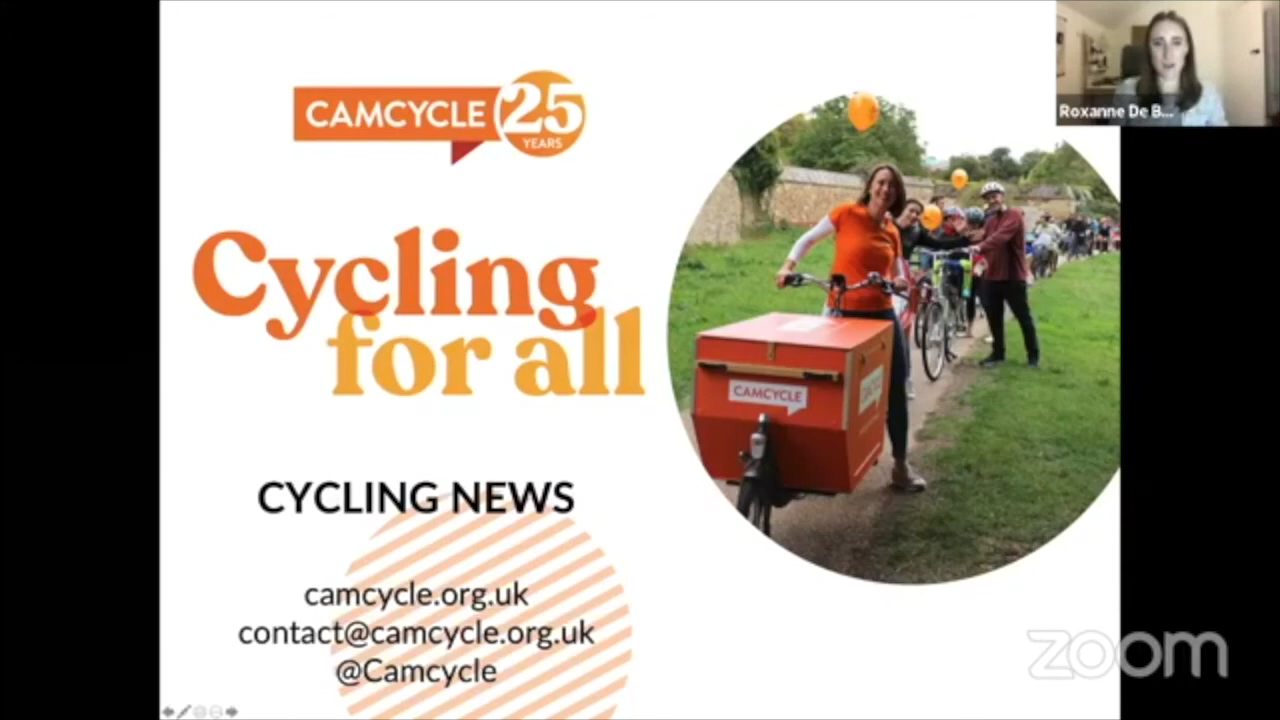 CAMCYCLE 25
YEARS
Cycling
for all
CYCLING NEWS
camcycle.org.uk
contact@camcycle.org.uk
@Camcycle
CAMCYCLE
Roxanne De B...
zoom